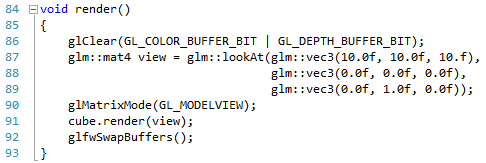 84 void render()
85 {
86 glClear(GL_COLOR_BUFFER_BIT | GL_DEPTH_BUFFER_BIT);
87 glm::mat4 view = glm::lookAt(glm::vec3(10.0f, 10.0f, 10.f),
88 glm::vec3(0.0f, 0.0f, 0.0f),
89 glm::vec3(0.0f, 1.0f, 0.0f));
90 glMatrixMode(GL_MODELVIEW);
91 cube.render(view);
92 glfwSwapBuffers();
93 }